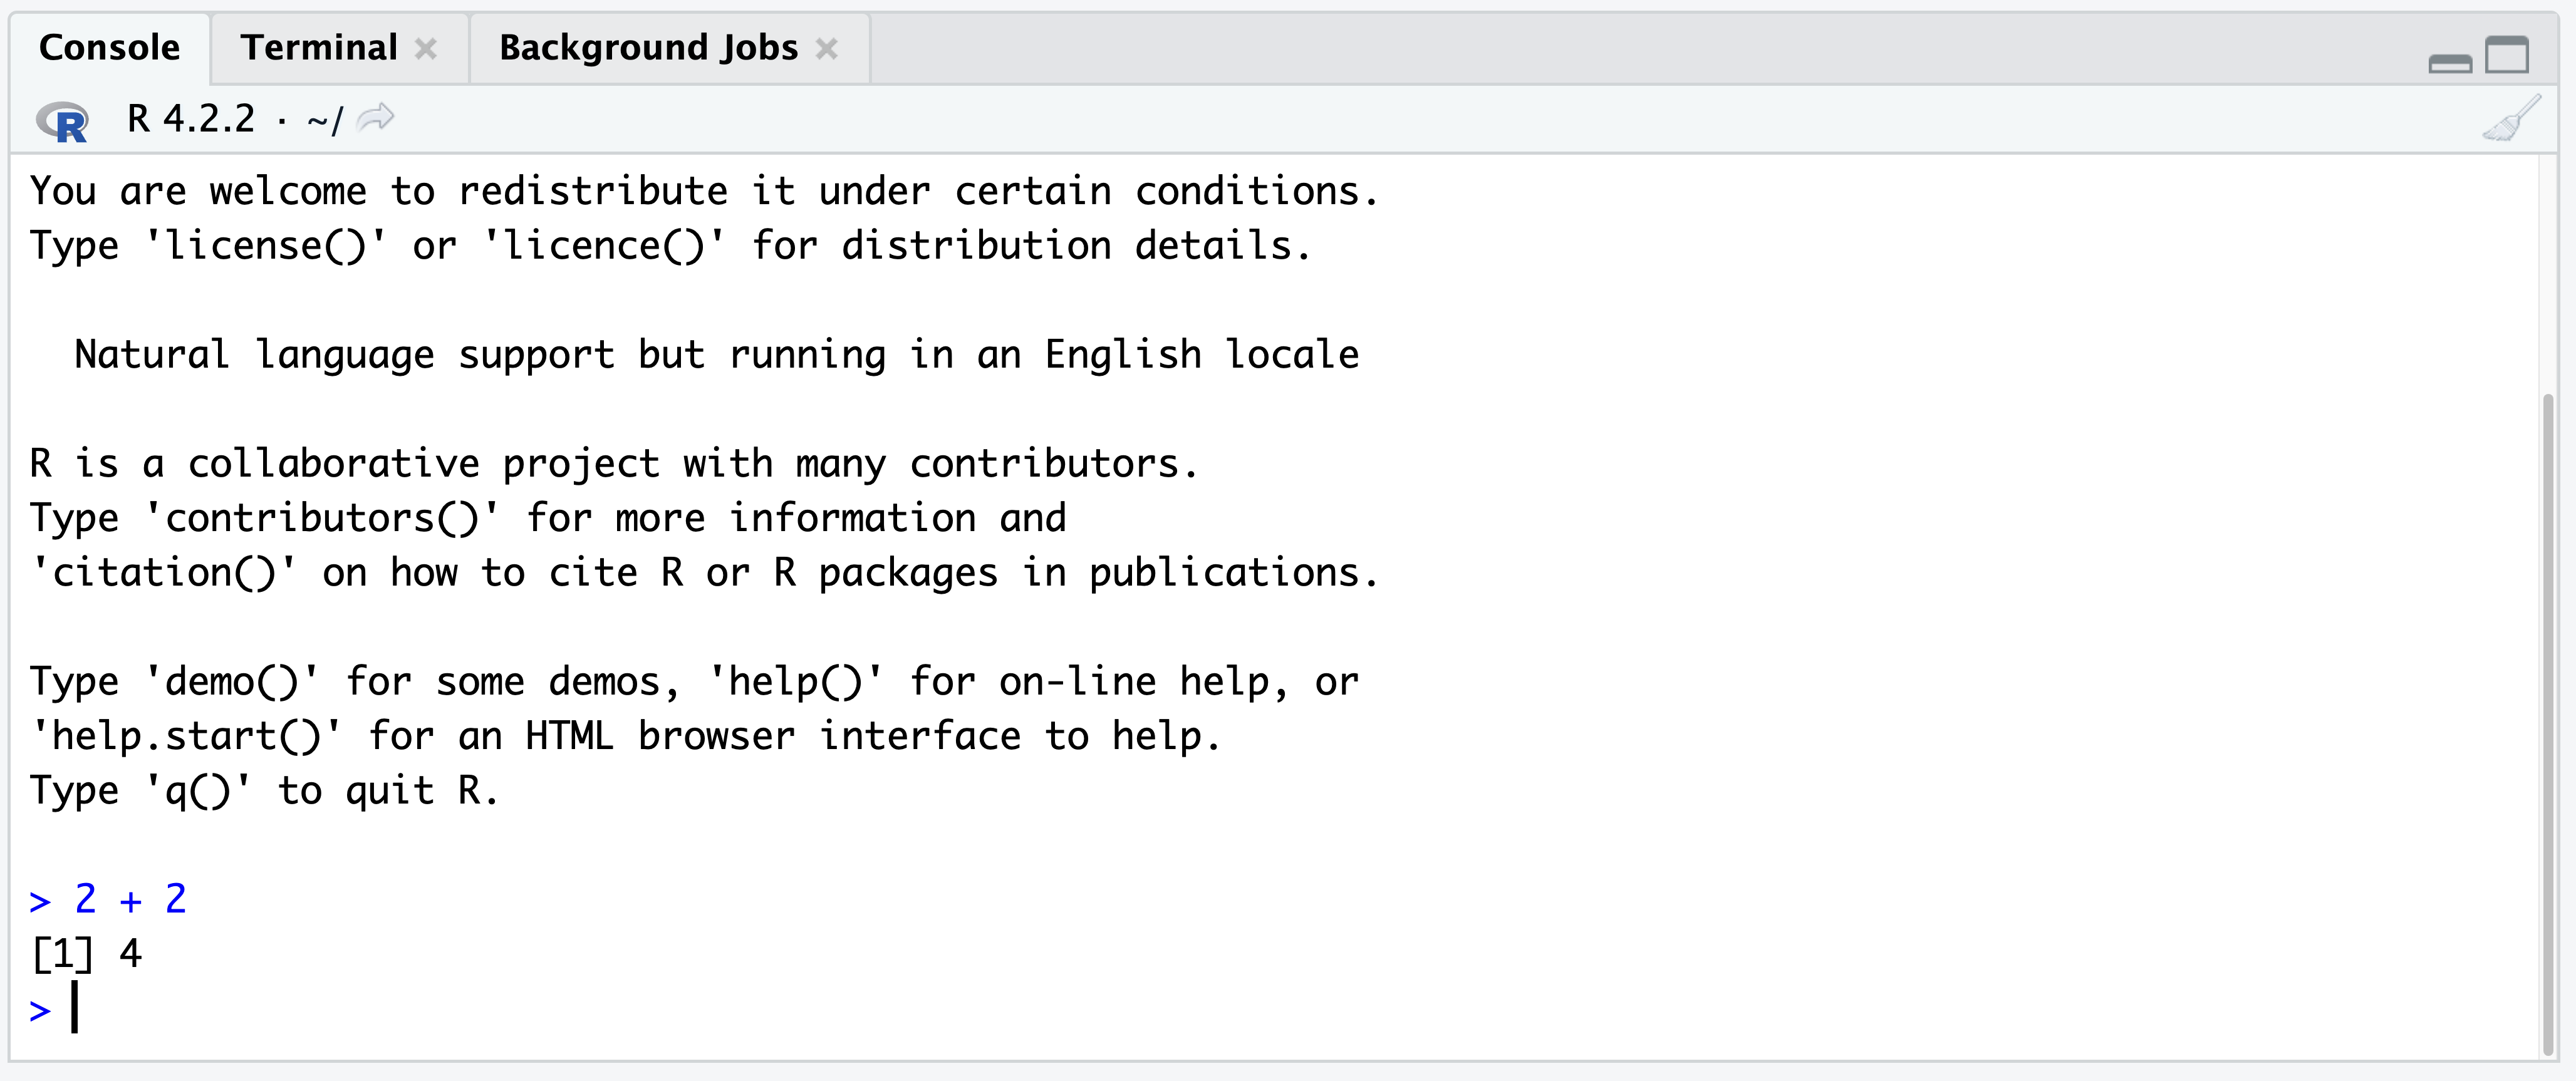 Console Terminal Background Jobs
R R 4.2.2 · ~/
You are welcome to redistribute it under certain conditions.
Type 'license()' or 'licence()' for distribution details.
Natural language support but running in an English locale
R is a collaborative project with many contributors.
Type 'contributors()' for more information and
'citation()' on how to cite R or R packages in publications.
Type 'demo()' for some demos, 'help()' for on-line help, or
'help.start()' for an HTML browser interface to help.
Type 'q()' to quit R.
> 2 + 2
[1] 4
>